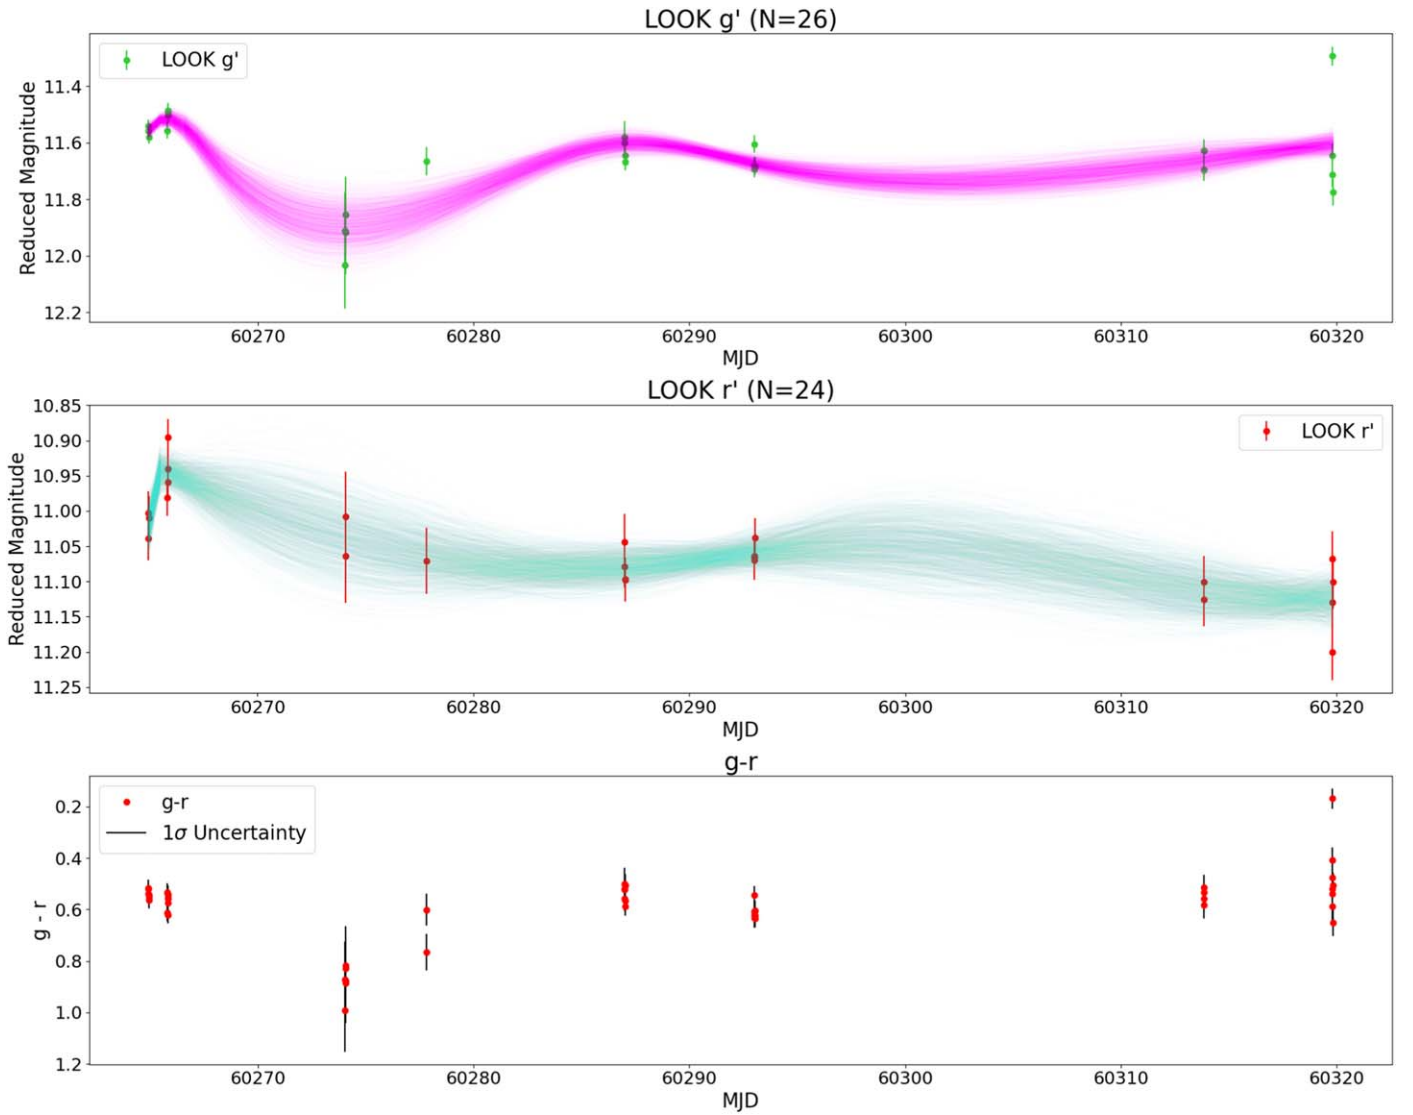 LOOK g' (N=26)
LOOK g'
Reduced Magnitude
11.4
11.6
11.8
12.0
12.2
60270 60280 60290 60300 60310 60320
MJD
LOOK r' (N=24)
LOOK r'
Reduced Magnitude
10.85
10.90
10.95
11.00
11.05
11.10
11.15
11.20
11.25
60270 60280 60290 60300 60310 60320
MJD
g-r
g-r
1σ Uncertainty
g - r
0.2
0.4
0.6
0.8
1.0
1.2
60270 60280 60290 60300 60310 60320
MJD